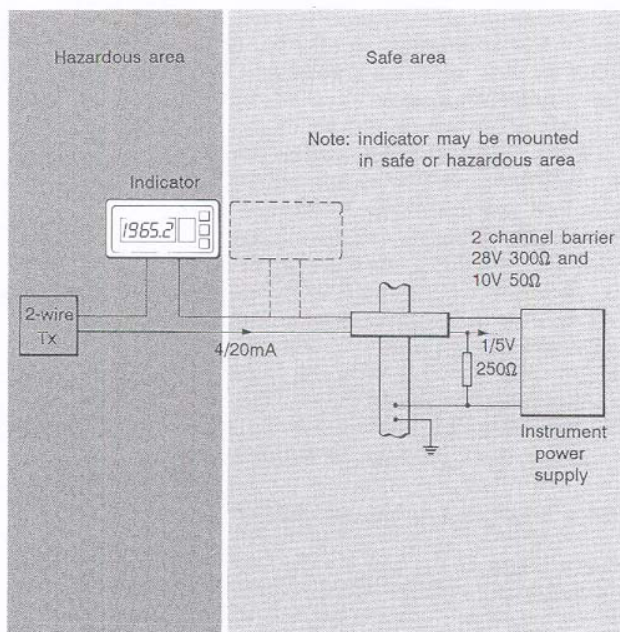 Hazardous area
Safe area
Note: indicator may be mounted
in safe or hazardous area
Indicator
1965.2
2 channel barrier
28V 300Ω and
10V 50Ω
2-wire
Tx
4/20mA
1/5V
250Ω
Instrument
power
supply